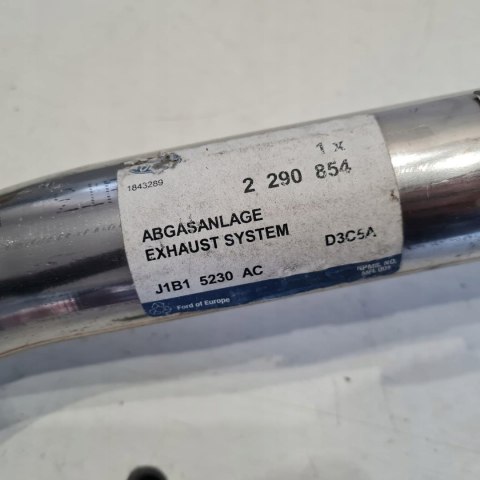 1 x
1843289
2 290 854
ABGASANLAGE
EXHAUST SYSTEM
D3C5A
J1B1 5230 AC
Ford of Europe